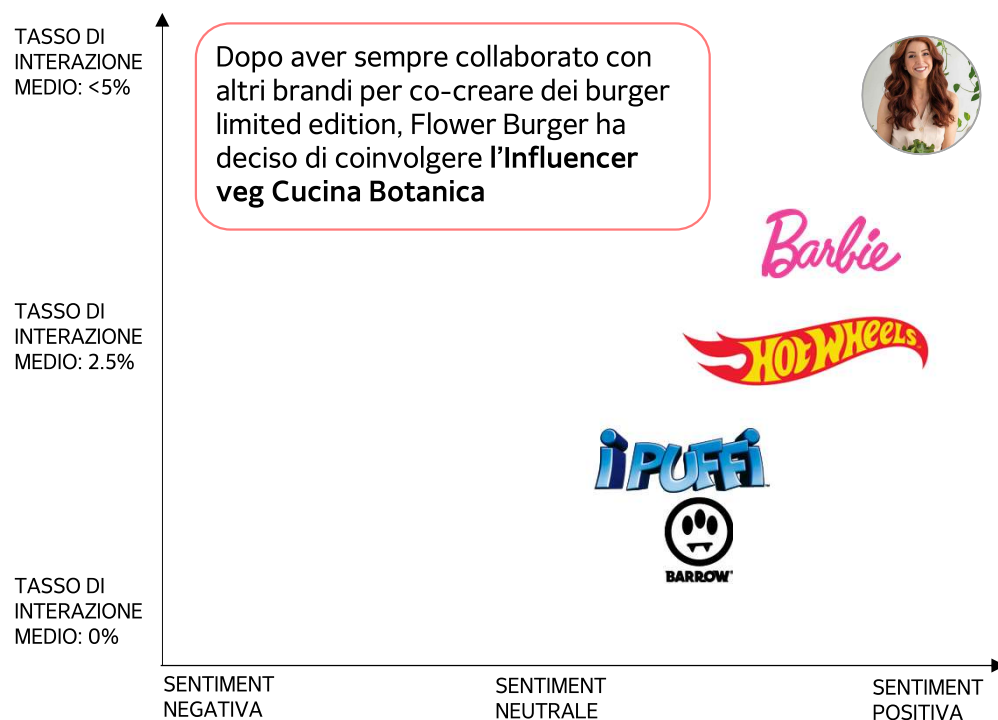 TASSO DI
INTERAZIONE
MEDIO: <5%
Dopo aver sempre collaborato con
altri brandi per co-creare dei burger
limited edition, Flower Burger ha
deciso di coinvolgere l'Influencer
veg Cucina Botanica
Barbie
TASSO DI
INTERAZIONE
MEDIO: 2.5%
HOT WHEELS
i PUFFi
BARROW
TASSO DI
INTERAZIONE
MEDIO: 0%
SENTIMENT
NEGATIVA
SENTIMENT
NEUTRALE
SENTIMENT
POSITIVA